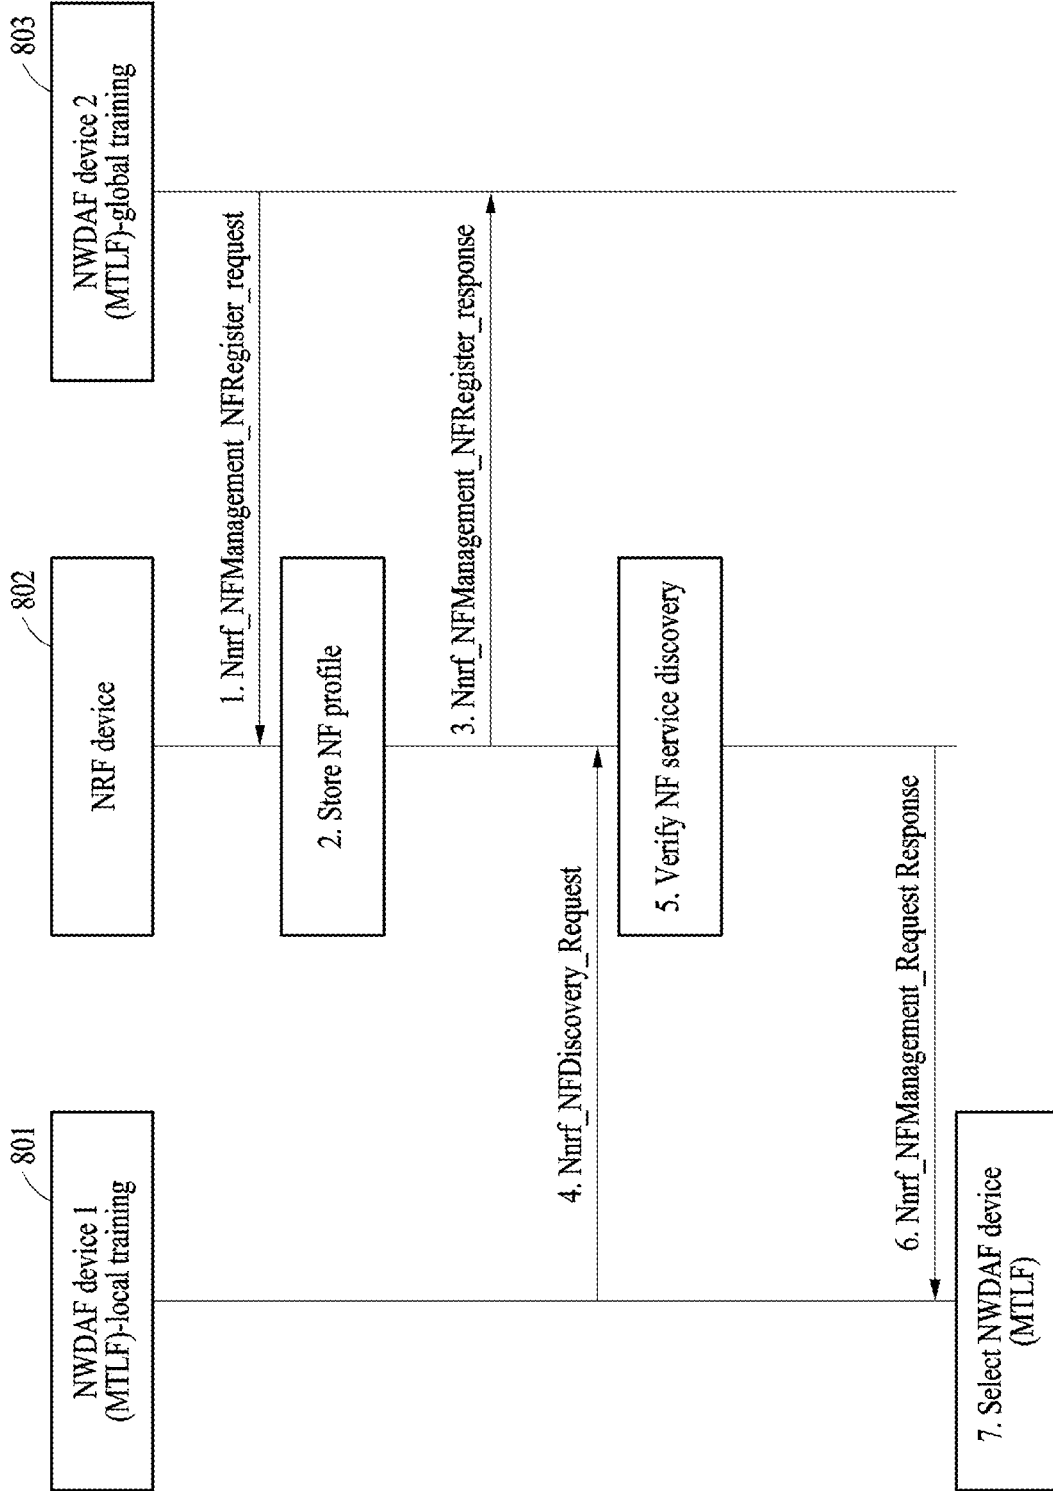 801
NWDAF device 1
(MTLF)-local training
802
NRF device
803
NWDAF device 2
(MTLF)-global training
1. Nnrf_NFManagement_NFRegister_request
2. Store NF profile
3. Nnrf_NFManagement_NFRegister_response
4. Nnrf_NFDiscovery_Request
5. Verify NF service discovery
6. Nnrf_NFManagement_Request Response
7. Select NWDAF device
(MTLF)